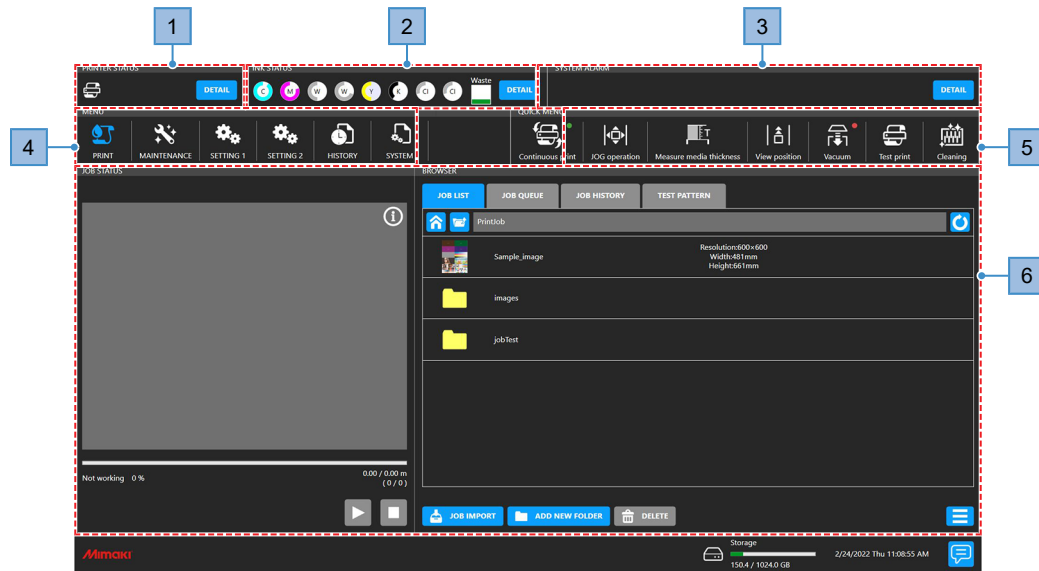 1
2
3
PRINTER STATUS
INK STATUS
SYSTEM ALARM
DETAIL
C
M
W
W
Y
K
Cl
Cl
Waste
DETAIL
DETAIL
MENU
QUICK MENU
4
PRINT
MAINTENANCE
SETTING 1
SETTING 2
HISTORY
SYSTEM
Continuous print
JOG operation
Measure media thickness
View position
Vacuum
Test print
Cleaning
5
JOB STATUS
BROWSER
JOB LIST
JOB QUEUE
JOB HISTORY
TEST PATTERN
PrintJob
Sample_image
Resolution:600×600
Width:481mm
Height:661mm
6
images
jobTest
Not working 0 %
0.00 / 0.00 m
( 0 / 0 )
JOB IMPORT
ADD NEW FOLDER
DELETE
Mimaki
Storage
150.4 / 1024.0 GB
2/24/2022 Thu 11:08:55 AM